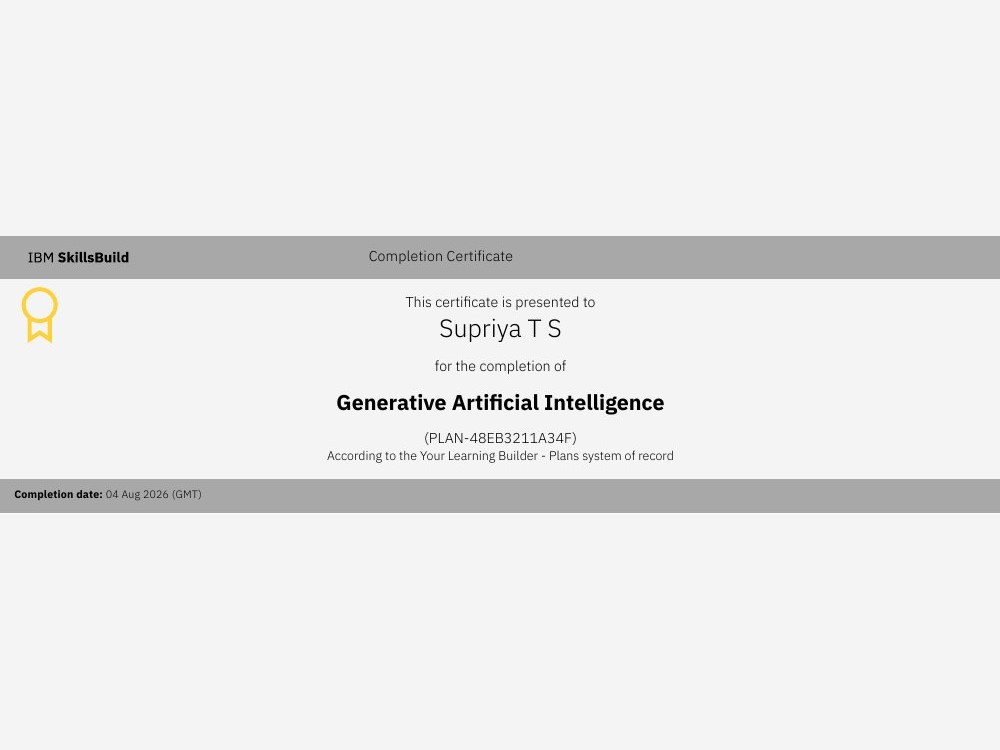 IBM SkillsBuild
Completion Certificate
This certificate is presented to
Supriya T S
for the completion of
Generative Artificial Intelligence
(PLAN-48EB3211A34F)
According to the Your Learning Builder - Plans system of record
Completion date: 04 Aug 2026 (GMT)